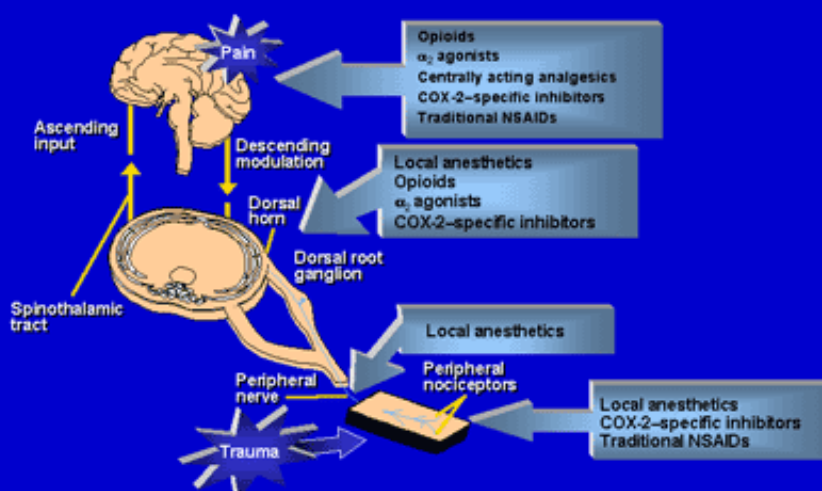 Pain
Opioids
α₂ agonists
Centrally acting analgesics
COX-2–specific inhibitors
Traditional NSAIDs
Ascending
input
Descending
modulation
Local anesthetics
Opioids
α₂ agonists
COX-2–specific inhibitors
Dorsal
horn
Dorsal root
ganglion
Spinothalamic
tract
Local anesthetics
Peripheral
nerve
Peripheral
nociceptors
Local anesthetics
COX-2–specific inhibitors
Traditional NSAIDs
Trauma